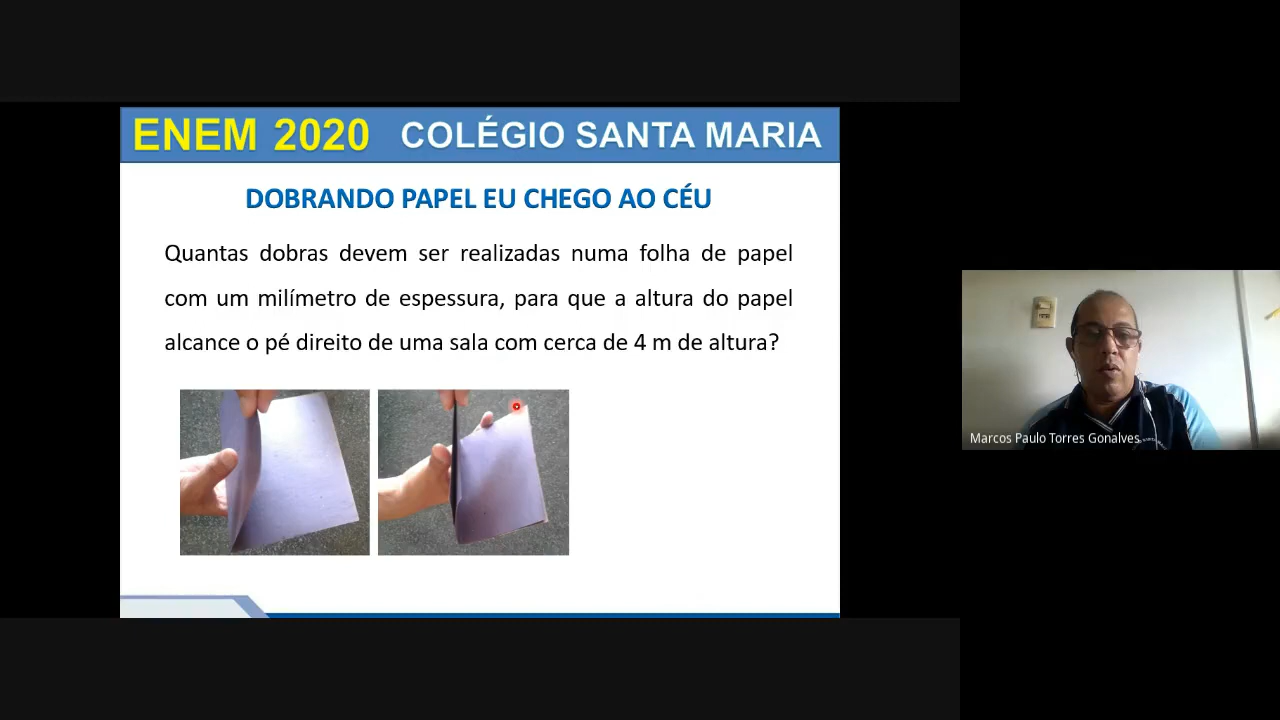 ENEM 2020 COLÉGIO SANTA MARIA
DOBRANDO PAPEL EU CHEGO AO CÉU
Quantas dobras devem ser realizadas numa folha de papel
com um milímetro de espessura, para que a altura do papel
alcance o pé direito de uma sala com cerca de 4 m de altura?
Marcos Paulo Torres Gonalves